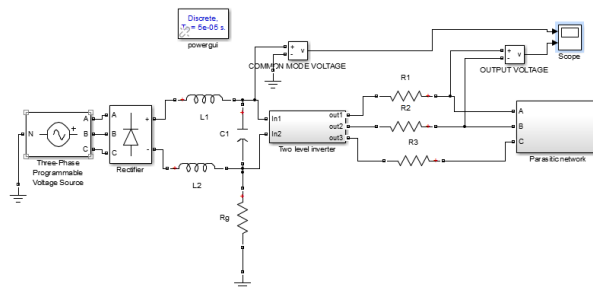 Discrete,
Ts = 5e-05 s.
powergui
+
-
v
COMMON MODE VOLTAGE
+
-
v
OUTPUT VOLTAGE
Scope
R1
L1
C1
In1
In2
out1
out2
out3
Two level inverter
R2
R3
A
B
C
Parasitic network
N
A
B
C
Three-Phase
Programmable
Voltage Source
A
B
C
+
-
Rectifier
L2
Rg